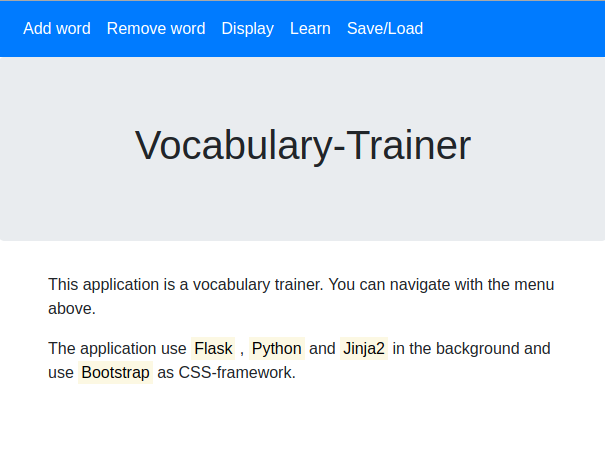 Add word Remove word Display Learn Save/Load
Vocabulary-Trainer
This application is a vocabulary trainer. You can navigate with the menu
above.
The application use Flask , Python and Jinja2 in the background and
use Bootstrap as CSS-framework.